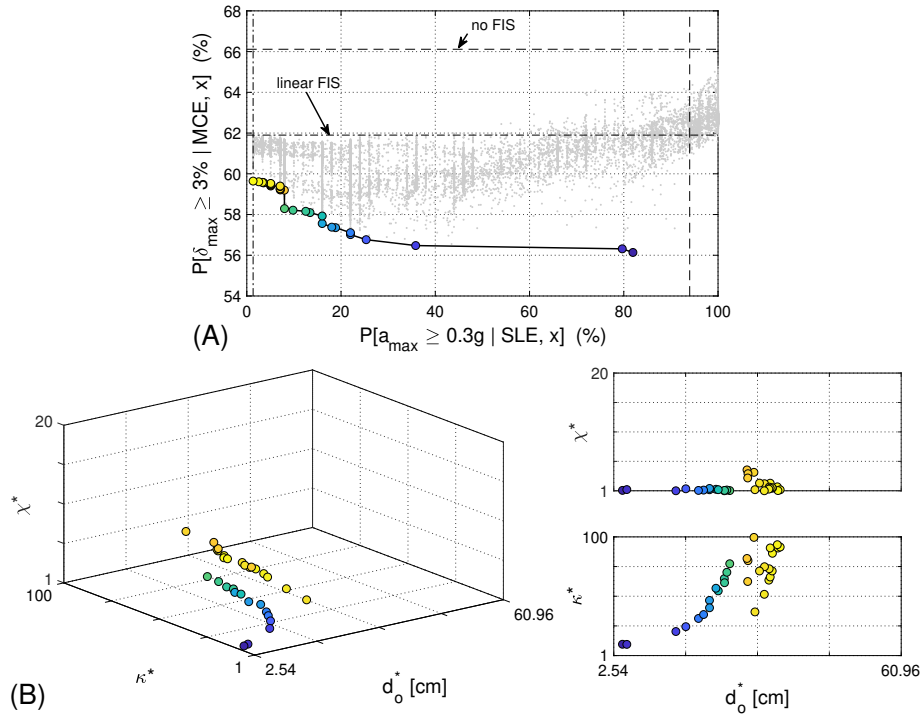 68
66
64
62
60
58
56
54
P[δmax ≥ 3% | MCE, x] (%)
no FIS
linear FIS
0
20
40
60
80
100
P[amax ≥ 0.3g | SLE, x] (%)
(A)
20
χ*
1
100
κ*
1
2.54
do* [cm]
60.96
(B)
20
χ*
1
100
κ*
1
2.54
60.96
do* [cm]